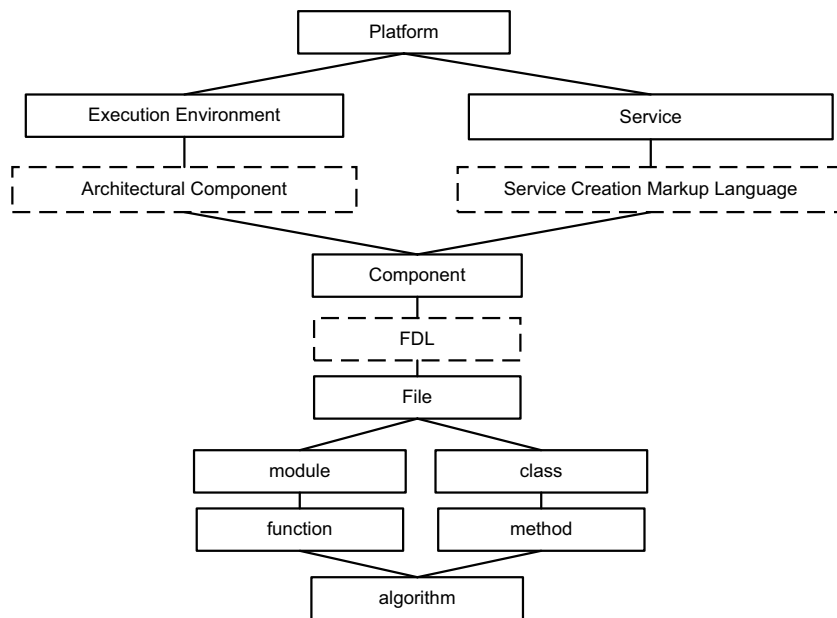 Platform
Execution Environment
Service
Architectural Component
Service Creation Markup Language
Component
FDL
File
module
class
function
method
algorithm